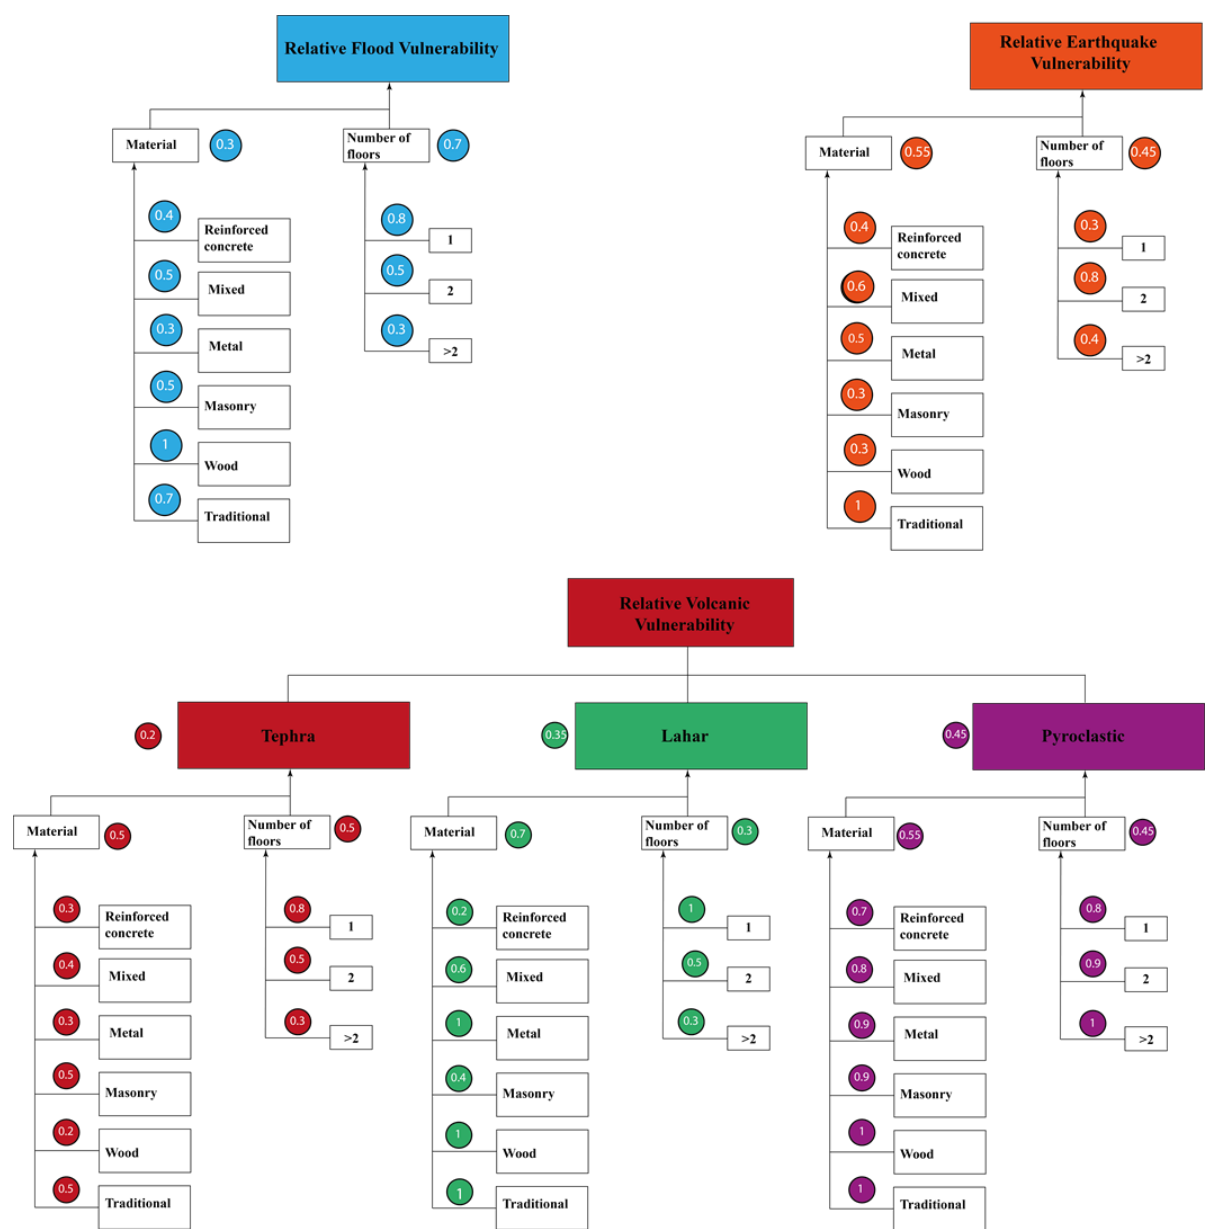 Relative Flood Vulnerability
Material
0.3
Number of
floors
0.7
0.4
Reinforced
concrete
0.5
Mixed
0.3
Metal
0.5
Masonry
1
Wood
0.7
Traditional
0.8
1
0.5
2
0.3
>2
Relative Earthquake
Vulnerability
Material
0.55
Number of
floors
0.45
0.4
Reinforced
concrete
0.6
Mixed
0.5
Metal
0.3
Masonry
0.3
Wood
1
Traditional
0.3
1
0.8
2
0.4
>2
Relative Volcanic
Vulnerability
0.2
Tephra
Material
0.5
Number of
floors
0.5
0.3
Reinforced
concrete
0.4
Mixed
0.3
Metal
0.5
Masonry
0.2
Wood
0.5
Traditional
0.8
1
0.5
2
0.3
>2
0.35
Lahar
Material
0.7
Number of
floors
0.3
0.2
Reinforced
concrete
0.6
Mixed
1
Metal
0.4
Masonry
1
Wood
1
Traditional
1
1
0.5
2
0.3
>2
0.45
Pyroclastic
Material
0.55
Number of
floors
0.45
0.7
Reinforced
concrete
0.8
Mixed
0.9
Metal
0.9
Masonry
1
Wood
1
Traditional
0.8
1
0.9
2
1
>2